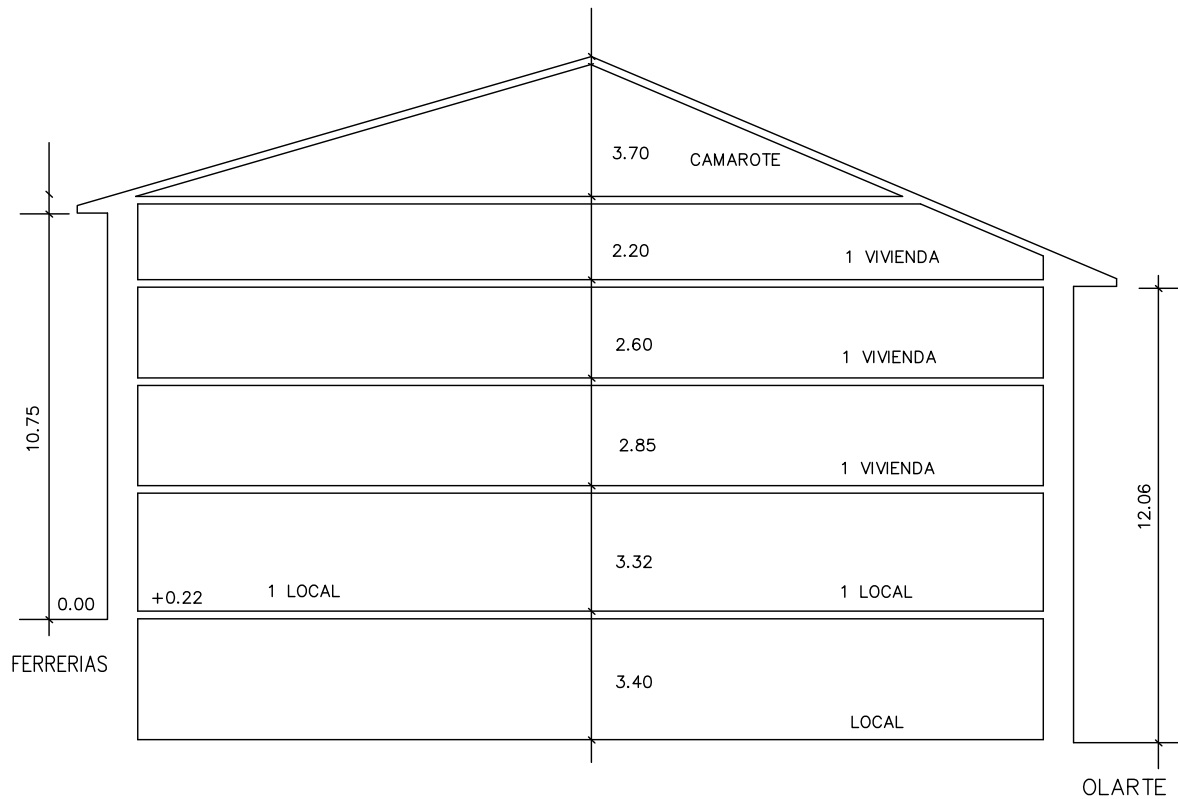 3.70
CAMAROTE
2.20
1 VIVIENDA
2.60
1 VIVIENDA
10.75
2.85
1 VIVIENDA
12.06
3.32
1 LOCAL
1 LOCAL
0.00
+0.22
FERRERIAS
3.40
LOCAL
OLARTE